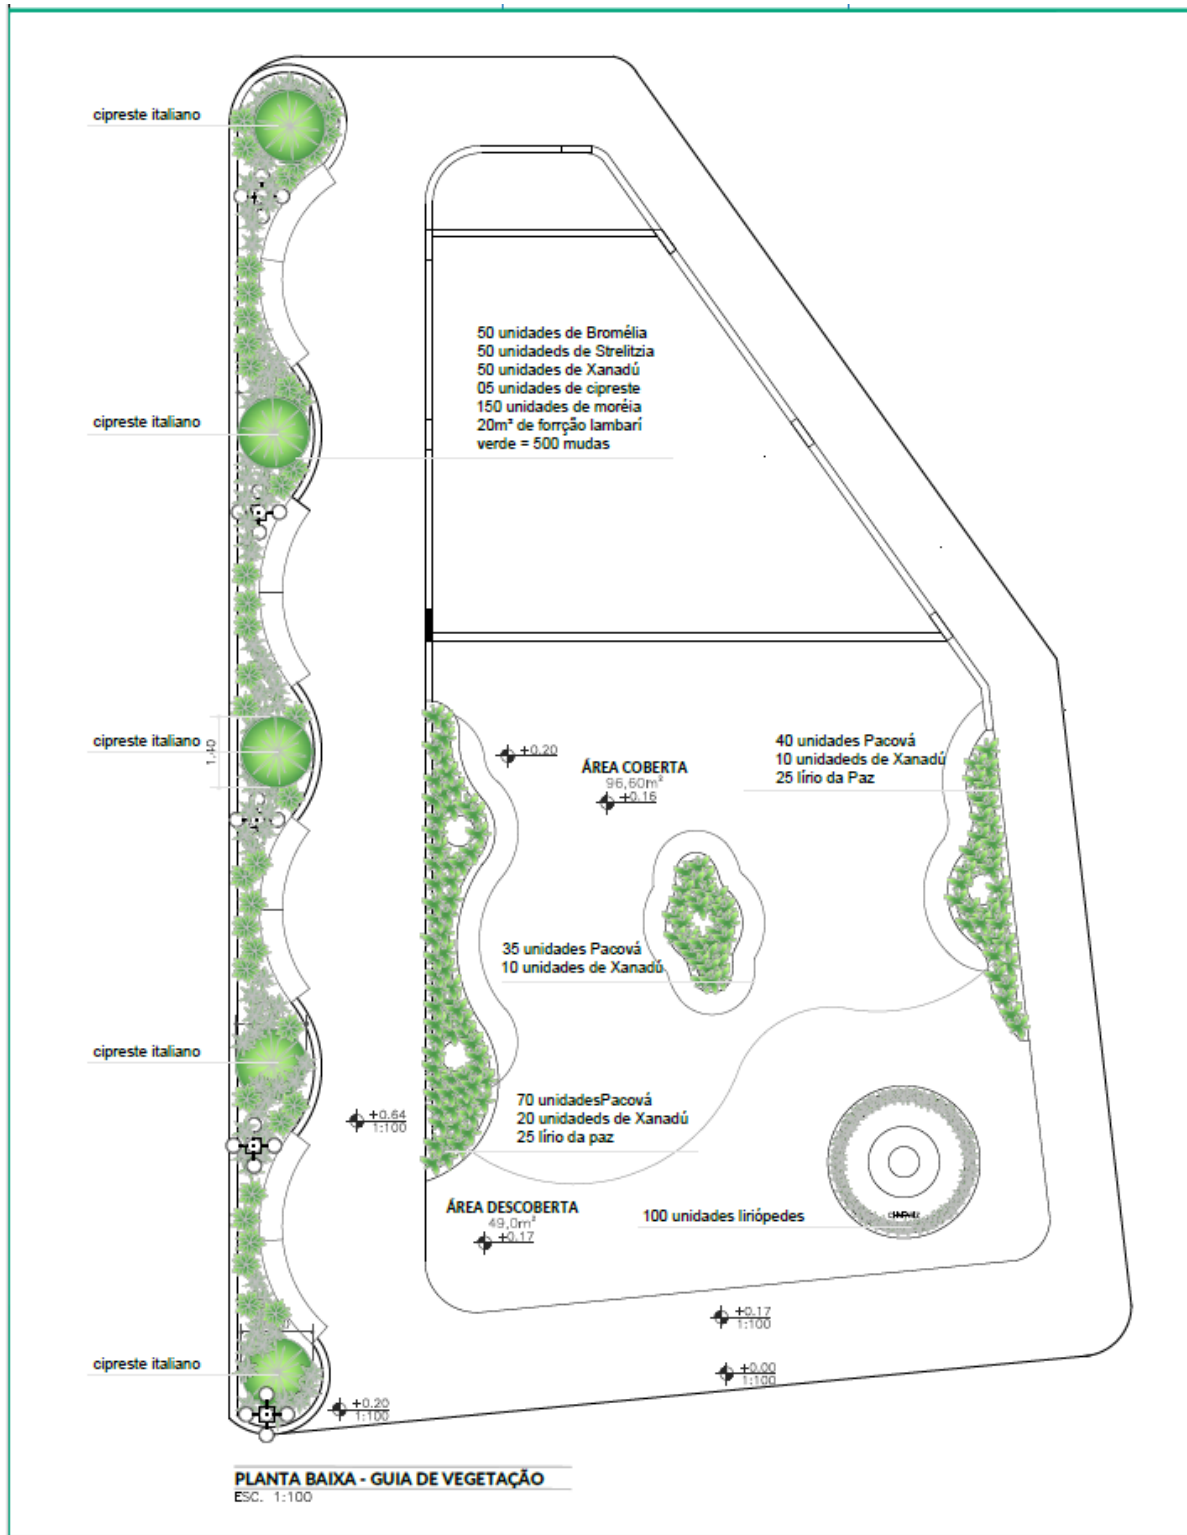 cipreste italiano
50 unidades de Bromélia
50 unidadeds de Strelitzia
50 unidades de Xanadú
05 unidades de cipreste
150 unidades de moréia
20m² de forrção lambarí
verde = 500 mudas
cipreste italiano
cipreste italiano
1,40
+0.20
ÁREA COBERTA
96,60m²
+0.16
40 unidades Pacová
10 unidadeds de Xanadú
25 lírio da Paz
35 unidades Pacová
10 unidades de Xanadú
cipreste italiano
+0.64
1:100
70 unidadesPacová
20 unidadeds de Xanadú
25 lírio da paz
ÁREA DESCOBERTA
49,0m²
+0.17
100 unidades liriópedes
+0.17
1:100
cipreste italiano
+0.00
1:100
+0.20
1:100
PLANTA BAIXA - GUIA DE VEGETAÇÃO
ESC. 1:100